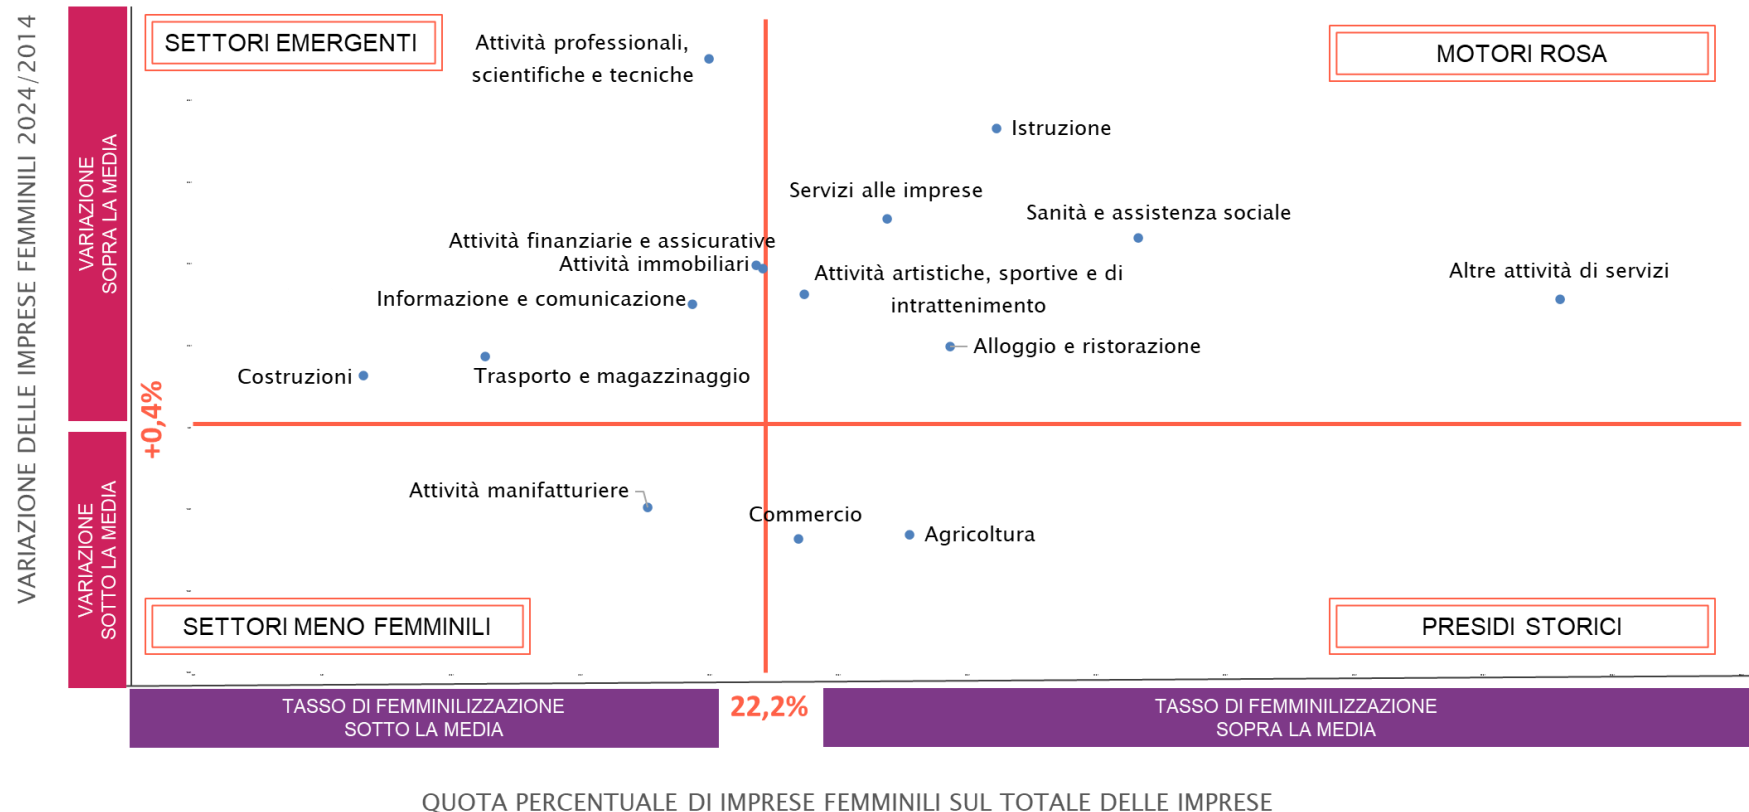 VARIAZIONE DELLE IMPRESE FEMMINILI 2024/2014
VARIAZIONE
SOPRA LA MEDIA
VARIAZIONE
SOTTO LA MEDIA
SETTORI EMERGENTI
MOTORI ROSA
Attività professionali,
scientifiche e tecniche
Istruzione
Servizi alle imprese
Sanità e assistenza sociale
Attività finanziarie e assicurative
Attività immobiliari
Attività artistiche, sportive e di
intrattenimento
Altre attività di servizi
Informazione e comunicazione
Alloggio e ristorazione
Costruzioni
Trasporto e magazzinaggio
+0,4%
Attività manifatturiere
Commercio
Agricoltura
SETTORI MENO FEMMINILI
PRESIDI STORICI
TASSO DI FEMMINILIZZAZIONE
SOTTO LA MEDIA
22,2%
TASSO DI FEMMINILIZZAZIONE
SOPRA LA MEDIA
QUOTA PERCENTUALE DI IMPRESE FEMMINILI SUL TOTALE DELLE IMPRESE